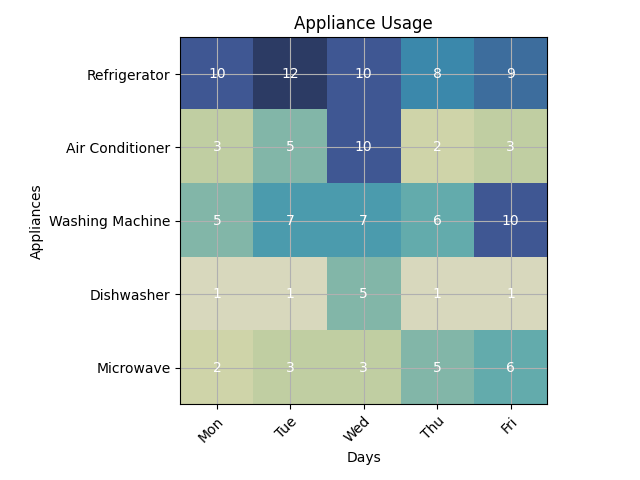 Appliance Usage
Refrigerator 10 12 10 8 9
Air Conditioner 3 5 10 2 3
Washing Machine 5 7 7 6 10
Dishwasher 1 1 5 1 1
Microwave 2 3 3 5 6
Appliances
Mon Tue Wed Thu Fri
Days